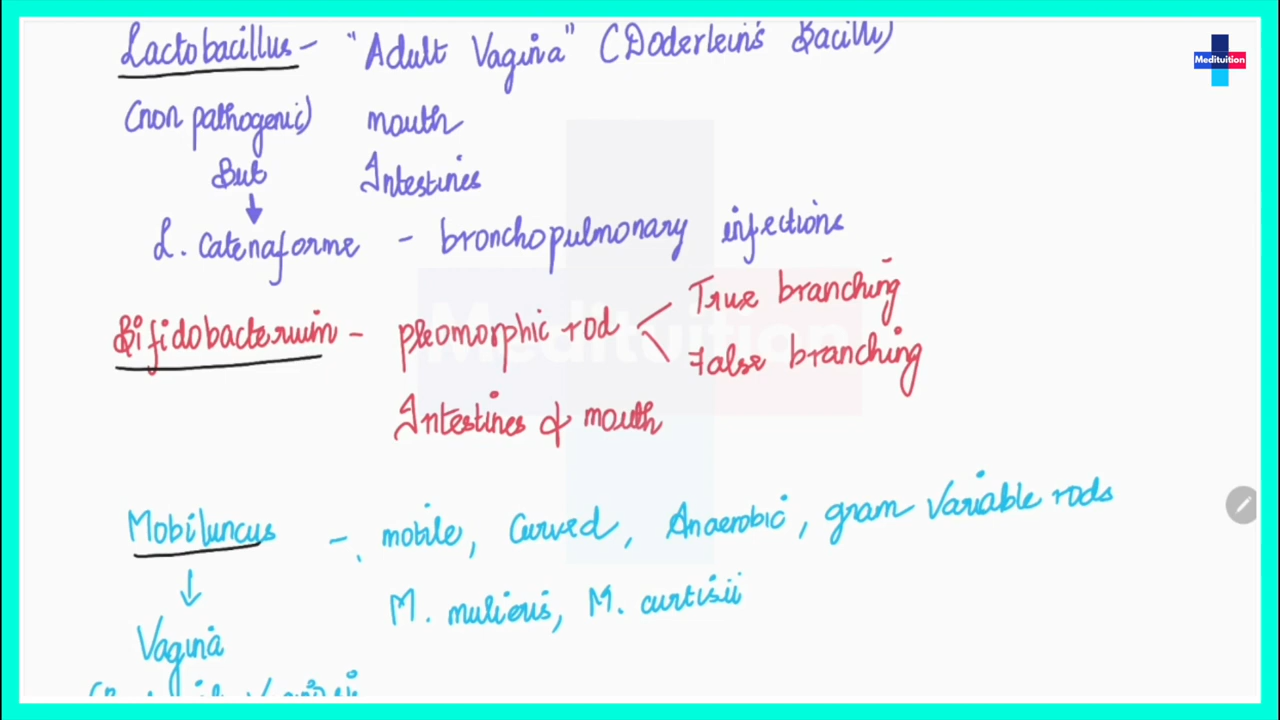 Lactobacillus - "Adult Vagina" (Doderlein's Bacilli)
Meditution
(non pathogenic) mouth
But Intestines
L. Catenaforme - bronchopulmonary infections
Bifidobacterium - pleomorphic rod True branching
False branching
Intestines & mouth
Mobiluncus - mobile, Curved, Anaerobic, gram Variable rods
M. mulieris, M. curtisii
Vagina
Meditution